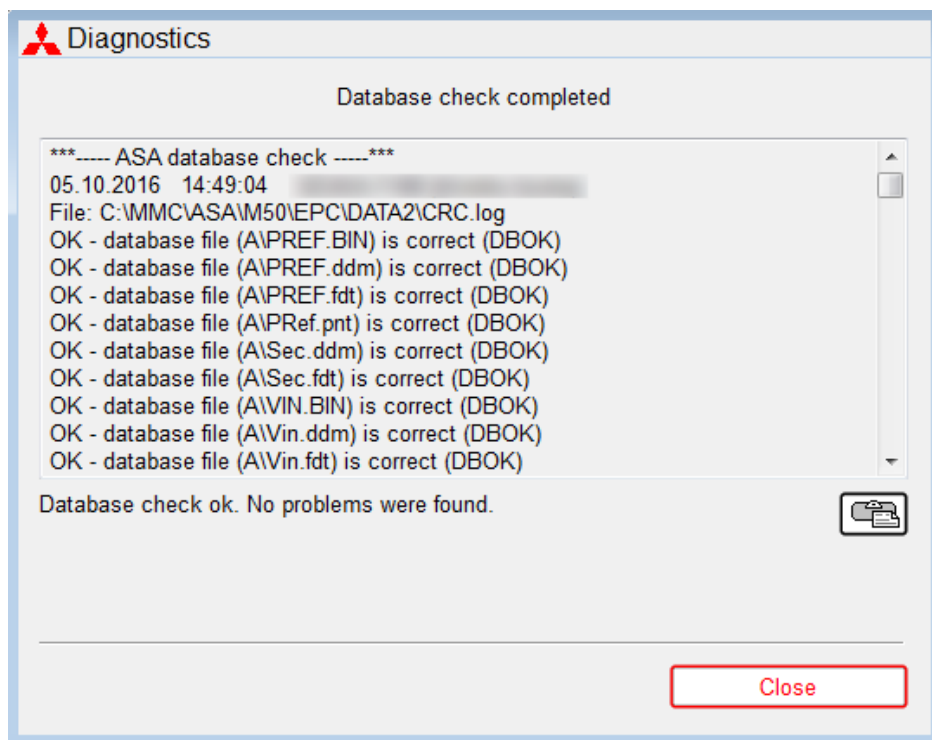 Diagnostics
Database check completed
***----- ASA database check -----***
05.10.2016 14:49:04
File: C:\MMC\ASA\M50\EPC\DATA2\CRC.log
OK - database file (A\PREF.BIN) is correct (DBOK)
OK - database file (A\PREF.ddm) is correct (DBOK)
OK - database file (A\PREF.fdt) is correct (DBOK)
OK - database file (A\PRef.pnt) is correct (DBOK)
OK - database file (A\Sec.ddm) is correct (DBOK)
OK - database file (A\Sec.fdt) is correct (DBOK)
OK - database file (A\VIN.BIN) is correct (DBOK)
OK - database file (A\Vin.ddm) is correct (DBOK)
OK - database file (A\Vin.fdt) is correct (DBOK)
Database check ok. No problems were found.
Close